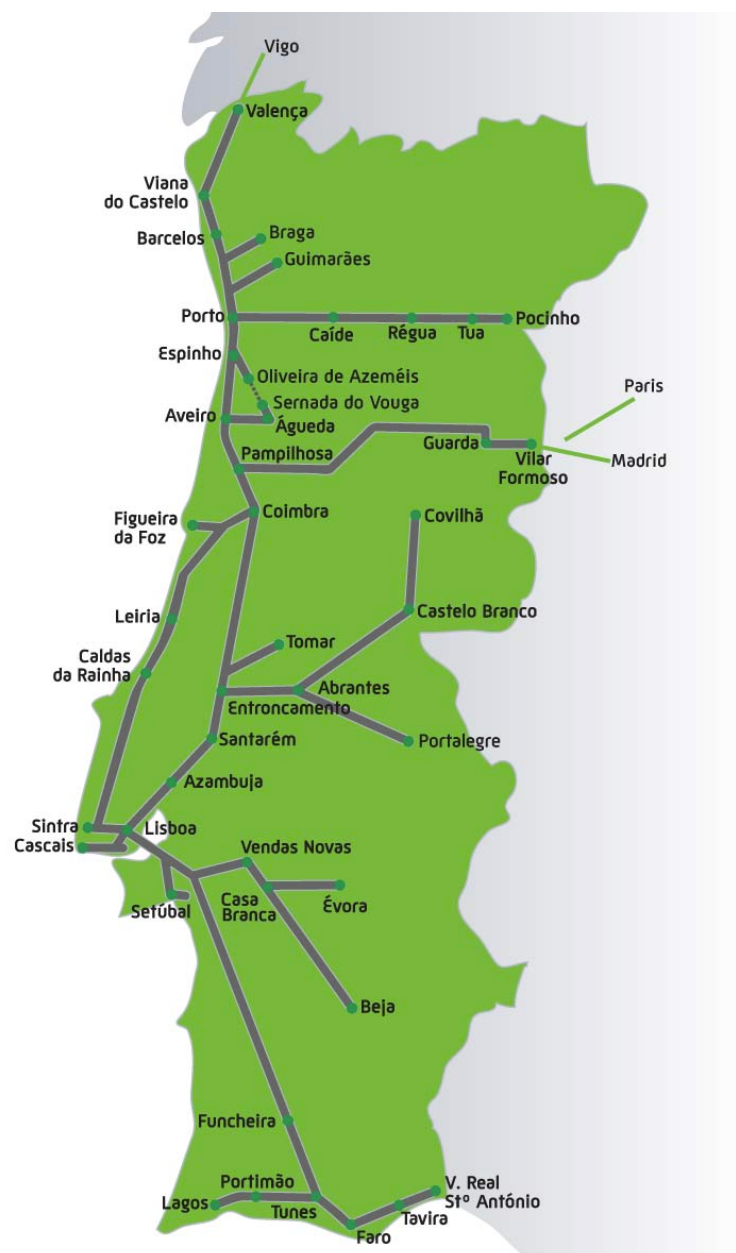 Vigo
Valença
Viana
do Castelo
Barcelos
Braga
Guimarães
Porto
Caíde
Régua
Tua
Pocinho
Espinho
Oliveira de Azeméis
Sernada do Vouga
Aveiro
Águeda
Paris
Pampilhosa
Guarda
Vilar
Formoso
Madrid
Figueira
da Foz
Coimbra
Covilhã
Leiria
Castelo Branco
Caldas
da Rainha
Tomar
Abrantes
Entroncamento
Santarém
Portalegre
Azambuja
Sintra
Lisboa
Cascais
Vendas Novas
Setúbal
Casa
Branca
Évora
Beja
Funcheira
Portimão
Lagos
Tunes
Faro
Tavira
V. Real
Stº António